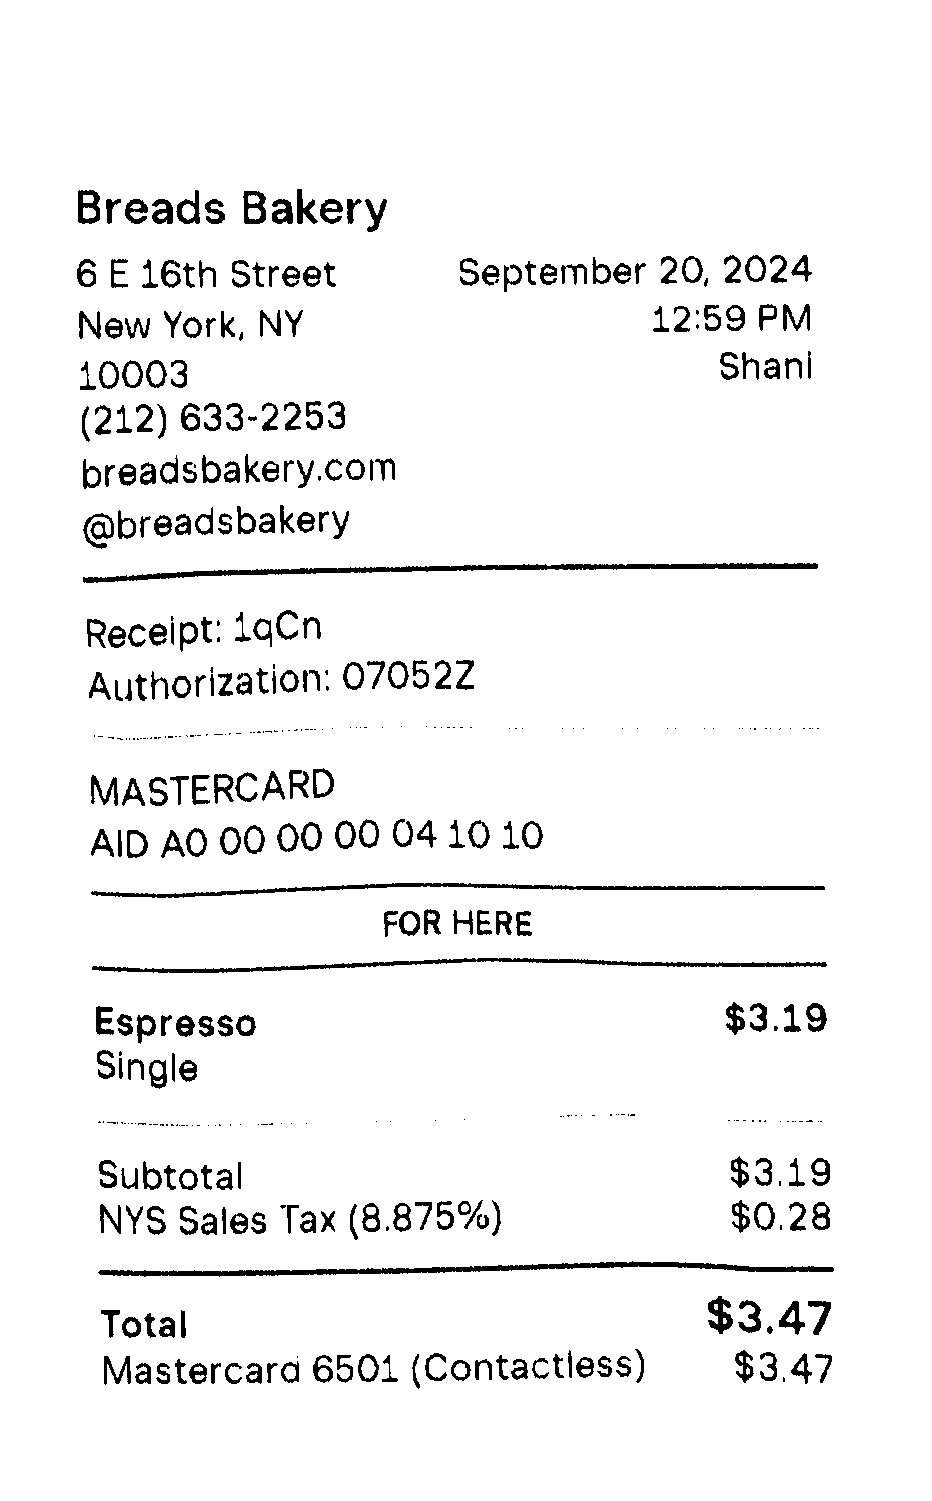 Breads Bakery
6 E 16th Street
New York, NY
10003
(212) 633-2253
breadsbakery.com
@breadsbakery
September 20, 2024
12:59 PM
Shani
Receipt: 1qCn
Authorization: 07052Z
MASTERCARD
AID A0 00 00 00 04 10 10
FOR HERE
Espresso $3.19
Single
Subtotal $3.19
NYS Sales Tax (8.875%) $0.28
Total $3.47
Mastercard 6501 (Contactless) $3.47